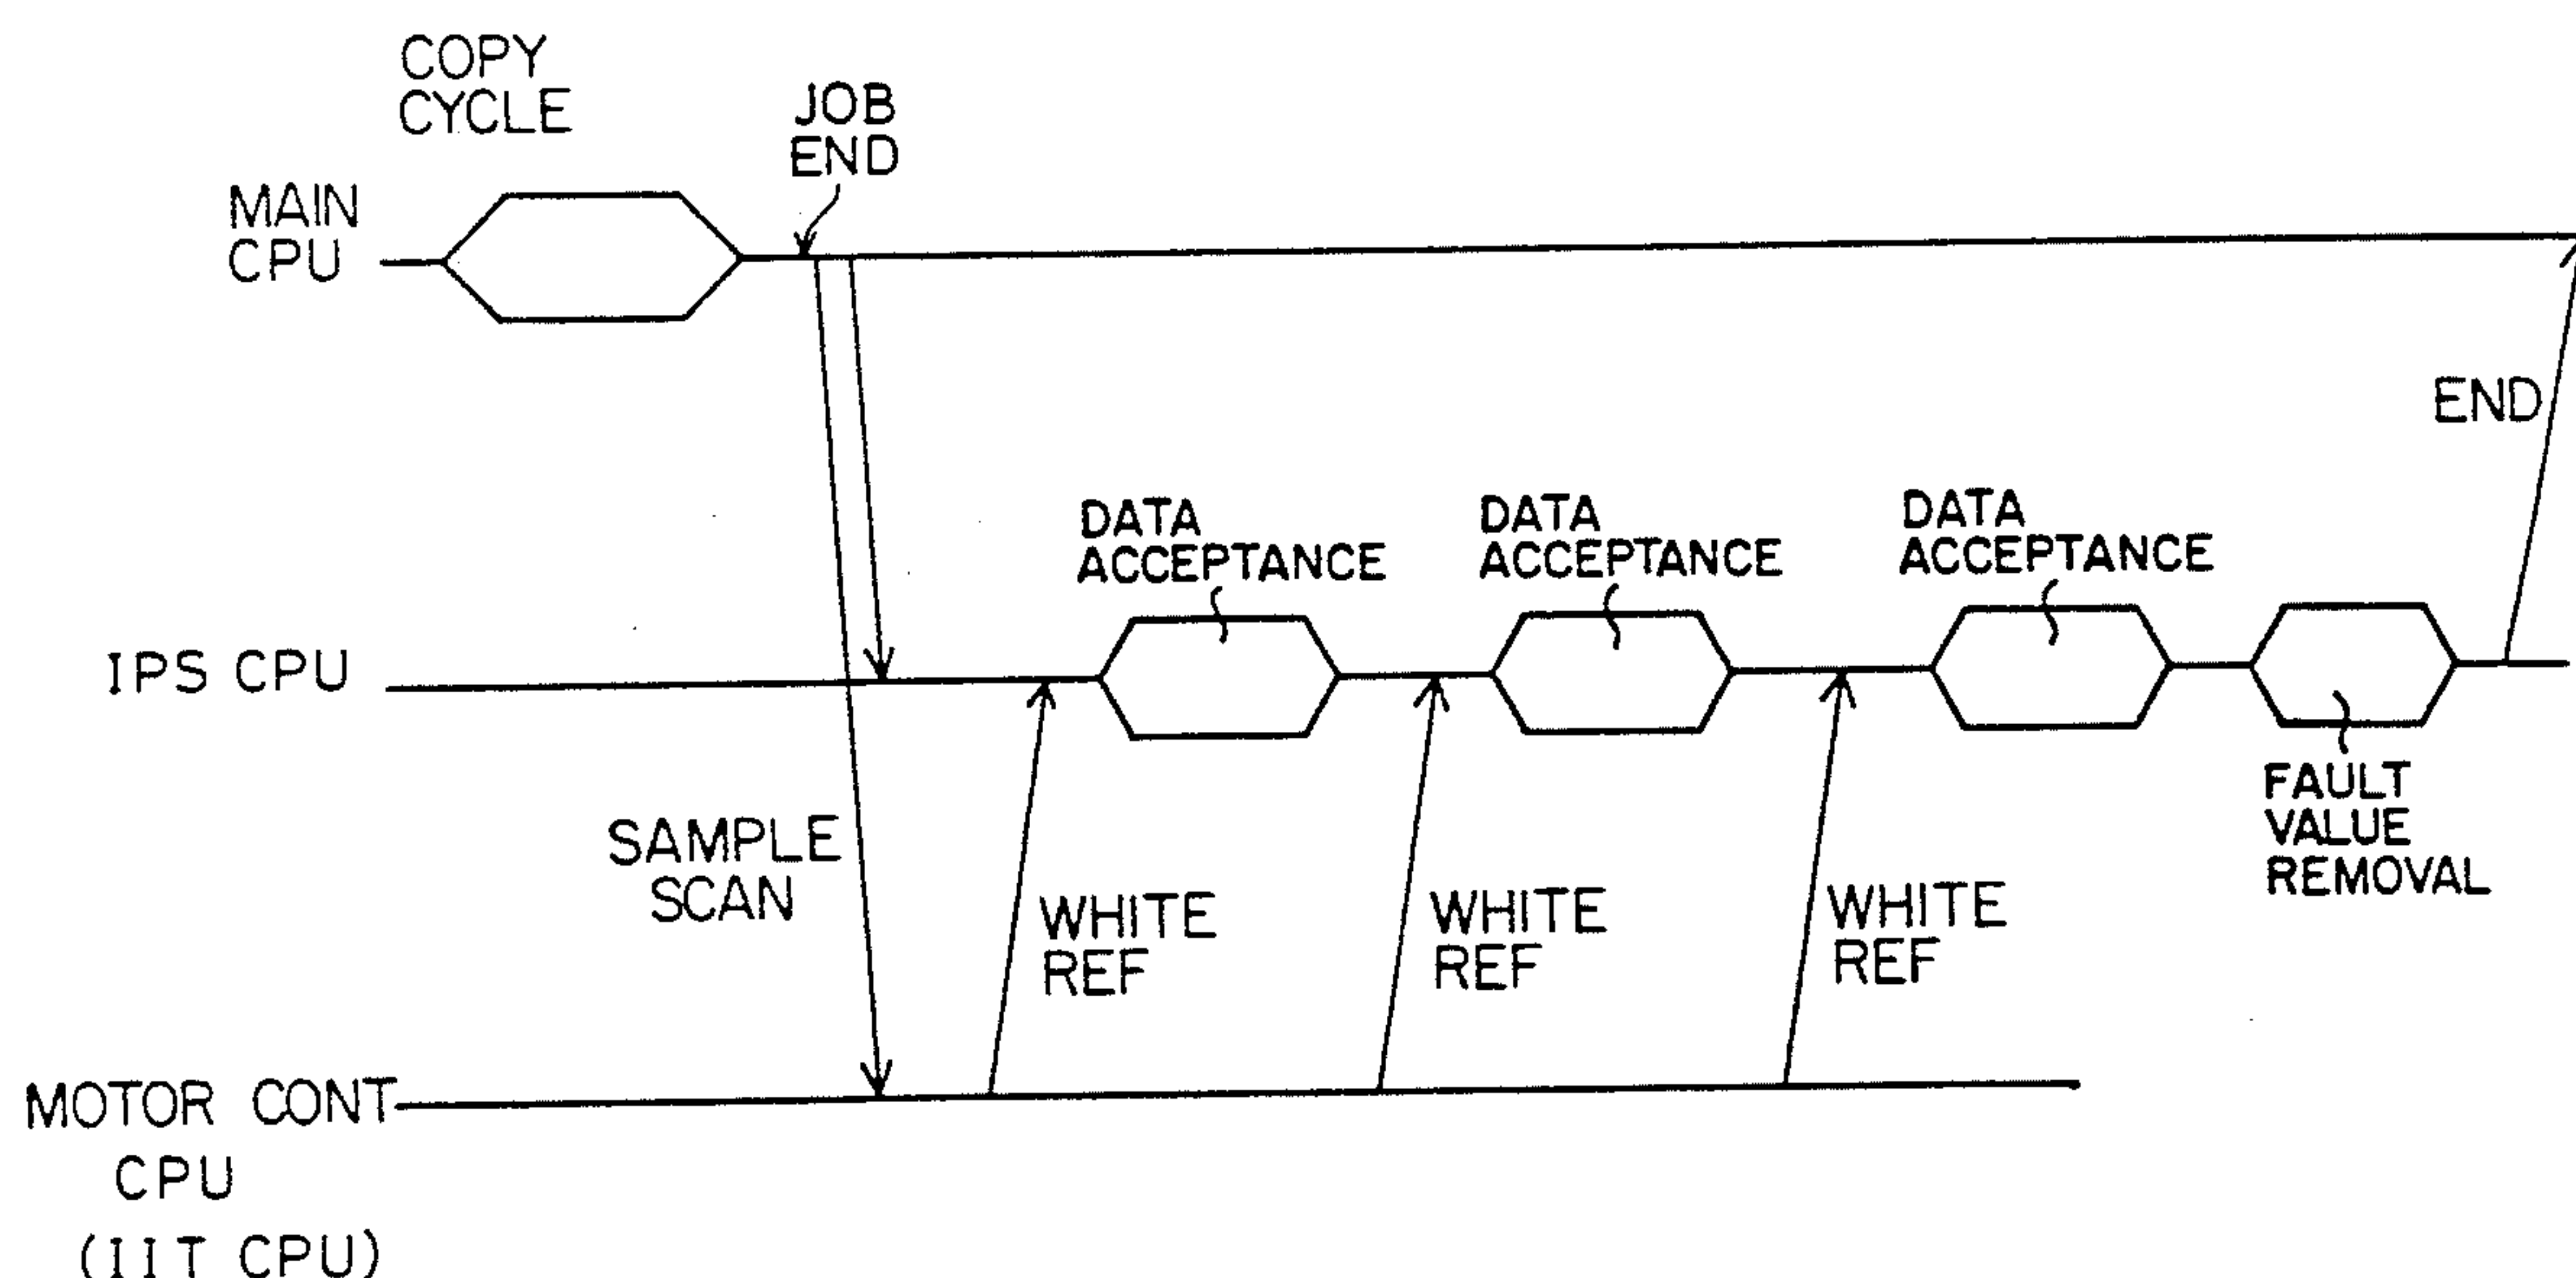 COPY
CYCLE
JOB
END
MAIN
CPU
END
DATA
ACCEPTANCE
DATA
ACCEPTANCE
DATA
ACCEPTANCE
IPS CPU
FAULT
VALUE
REMOVAL
SAMPLE
SCAN
WHITE
REF
WHITE
REF
WHITE
REF
MOTOR CONT
CPU
(IIT CPU)